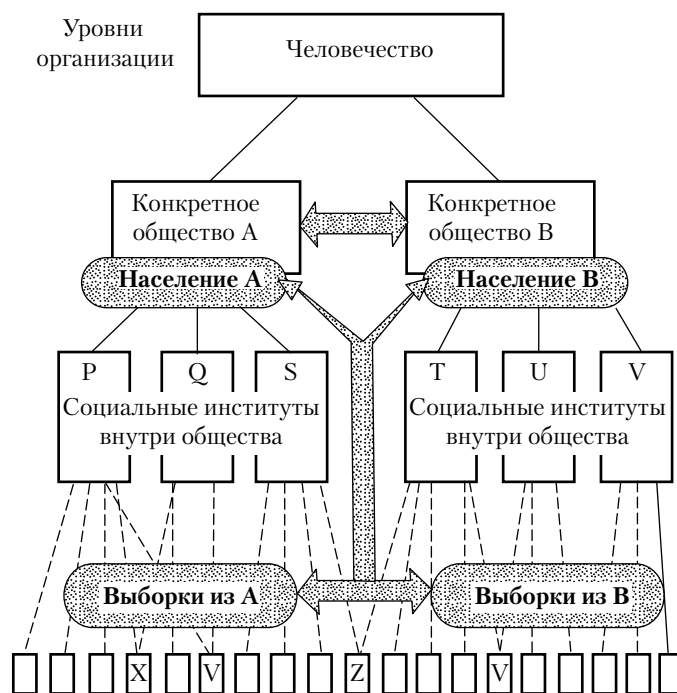 Уровни
организации
Человечество
Конкретное
общество А
Конкретное
общество В
Население А
Население В
P Q S
T U V
Социальные институты
внутри общества
Социальные институты
внутри общества
Выборки из А
Выборки из В
X V Z V